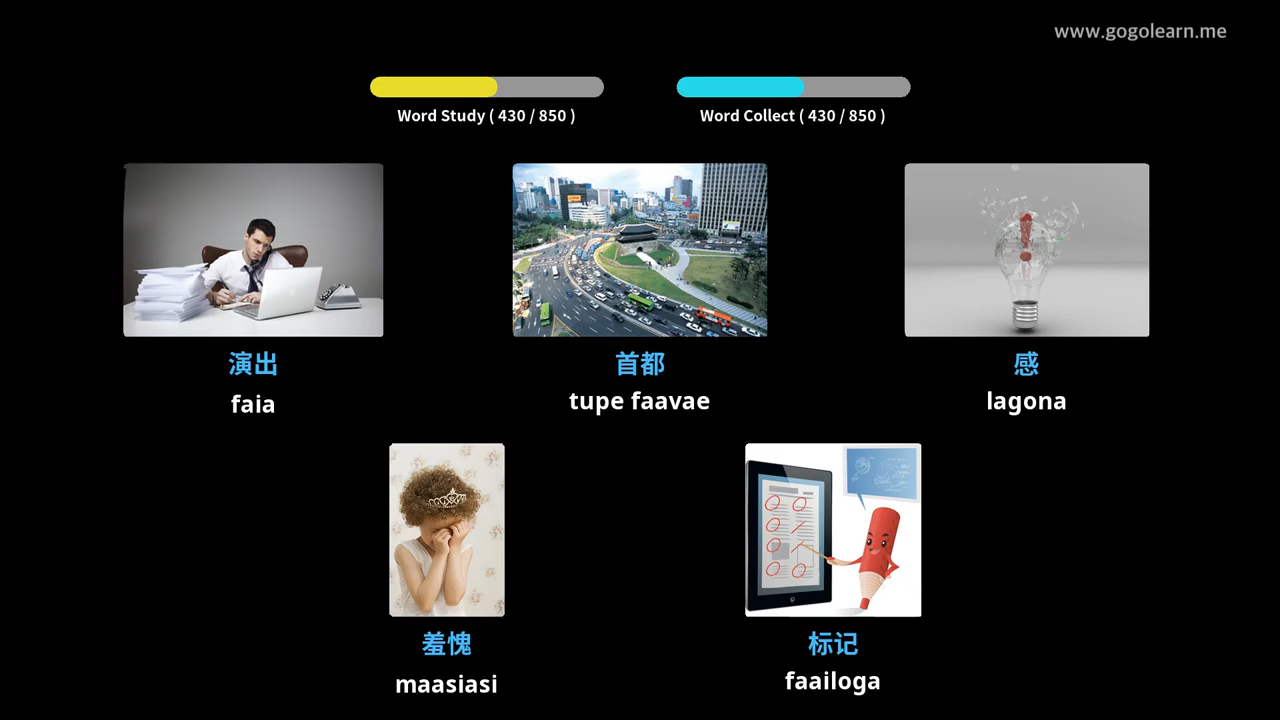 www.gogolearn.me
Word Study ( 430 / 850 )
Word Collect ( 430 / 850 )
演出
faia
首都
tupe faavae
感
lagona
羞愧
maasiasi
标记
faailoga